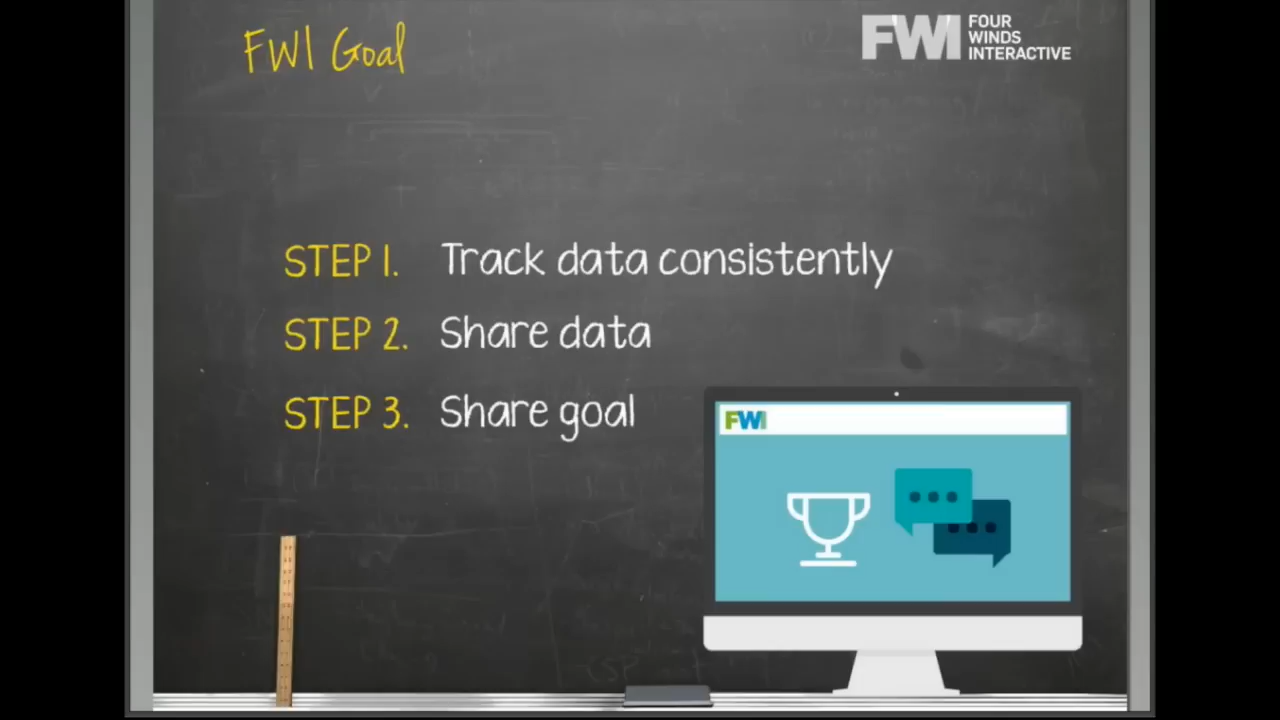 FWI Goal
FWI FOUR
WINDS
INTERACTIVE
STEP 1. Track data consistently
STEP 2. Share data
STEP 3. Share goal
FWI